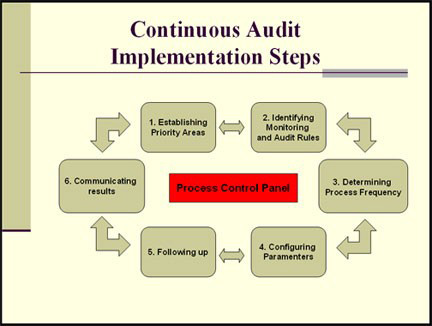 Continuous Audit
Implementation Steps
1. Establishing
Priority Areas
2. Identifying
Monitoring
and Audit Rules
6. Communicating
results
Process Control Panel
3. Determining
Process Frequency
5. Following up
4. Configuring
Paramenters